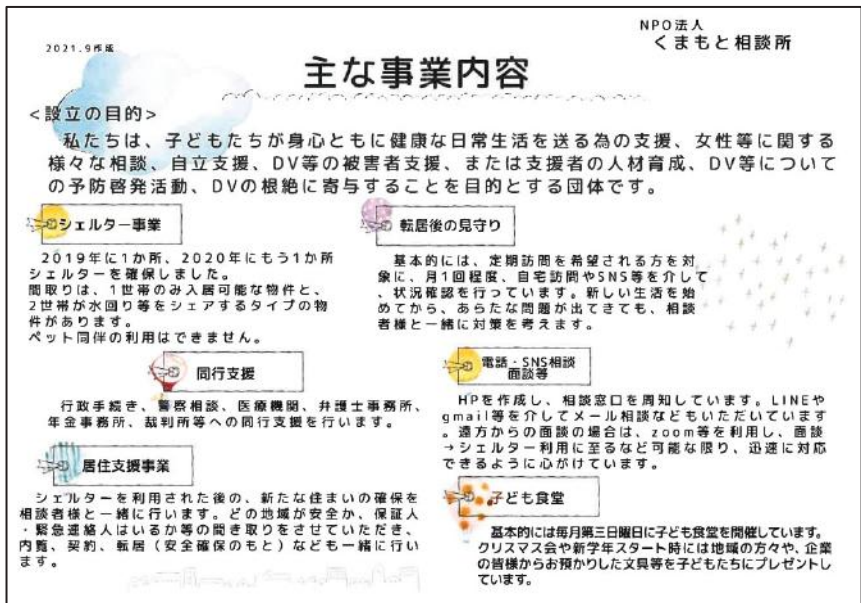 2021.9作成
NPO法人
くまもと相談所
主な事業内容
<設立の目的>
私たちは、子どもたちが身心ともに健康な日常生活を送る為の支援、女性等に関する
様々な相談、自立支援、DV等の被害者支援、または支援者の人材育成、DV等について
の予防啓発活動、DVの根絶に寄与することを目的とする団体です。
シェルター事業
2019年に1か所、2020年にもう1か所
シェルターを確保しました。
間取りは、1世帯のみ入居可能な物件と、
2世帯が水回り等をシェアするタイプの物
件があります。
ペット同伴の利用はできません。
転居後の見守り
基本的には、定期訪問を希望される方を対
象に、月1回程度、自宅訪問やSNS等を介して
、状況確認を行っています。新しい生活を始
めてから、あらたな問題が出てきても、相談
者様と一緒に対策を考えます。
同行支援
行政手続き、警察相談、医療機関、弁護士事務所、
年金事務所、裁判所等への同行支援を行います。
電話・SNS相談
面談等
HPを作成し、相談窓口を周知しています。LINEや
gmail等を介してメール相談などもいただいています
。遠方からの面談の場合は、zoom等を利用し、面談
→シェルター利用に至るなど可能な限り、迅速に対応
できるように心がけています。
居住支援事業
シェルターを利用された後の、新たな住まいの確保を
相談者様と一緒に行います。どの地域が安全か、保証人
・緊急連絡人はいるか等の聞き取りをさせていただき、
内覧、契約、転居（安全確保のもと）なども一緒に行い
ます。
子ども食堂
基本的には毎月第三日曜日に子ども食堂を開催しています。
クリスマス会や新学年スタート時には地域の方々や、企業
の皆様からお預かりした文具等を子どもたちにプレゼントし
ています。